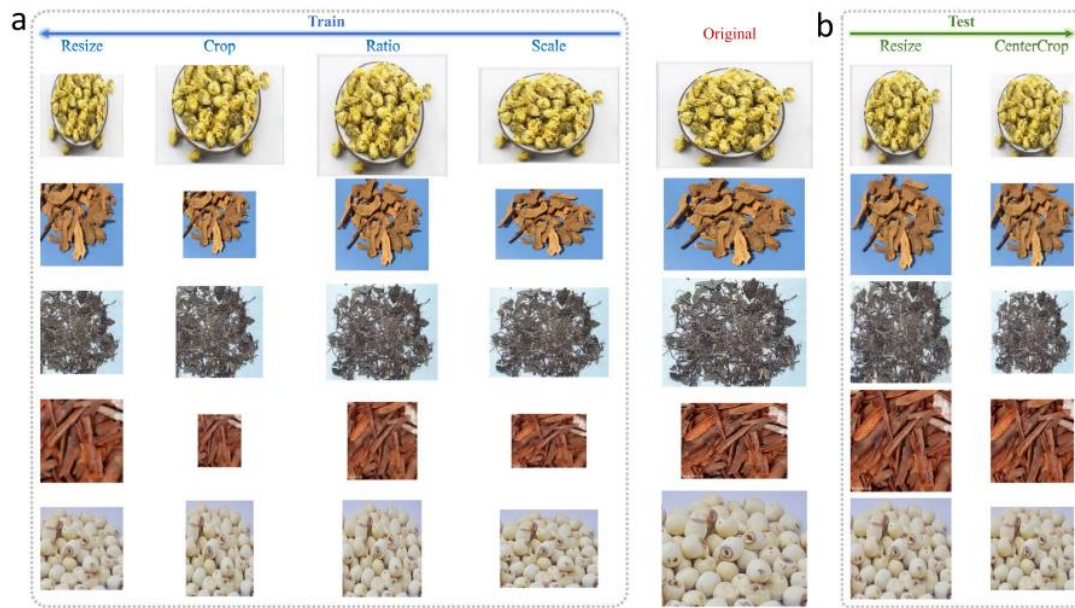 a
Train
Resize Crop Ratio Scale
Original
b
Test
Resize CenterCrop